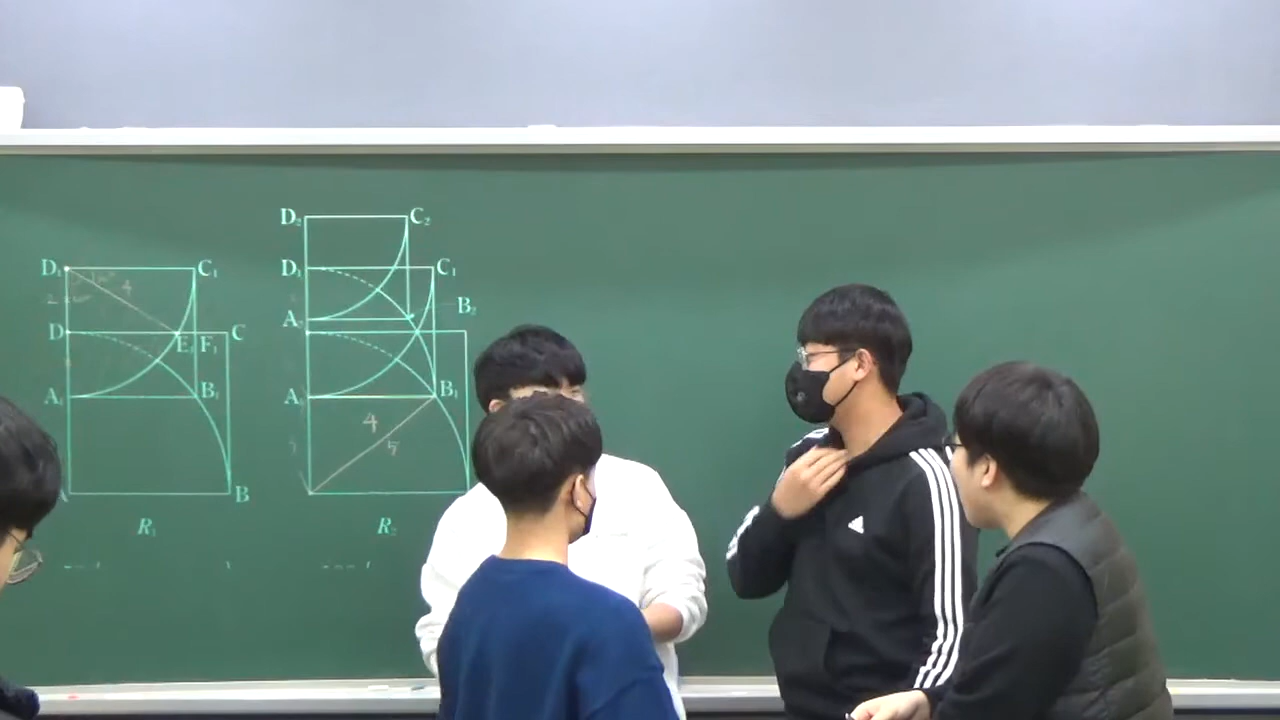 D₁
C₁
4
2
D
C
E₁
F₁
A₁
B₁
B
R₁
D₂
C₂
D₁
C₁
B₂
A₂
A₁
B₁
4
5
R₂